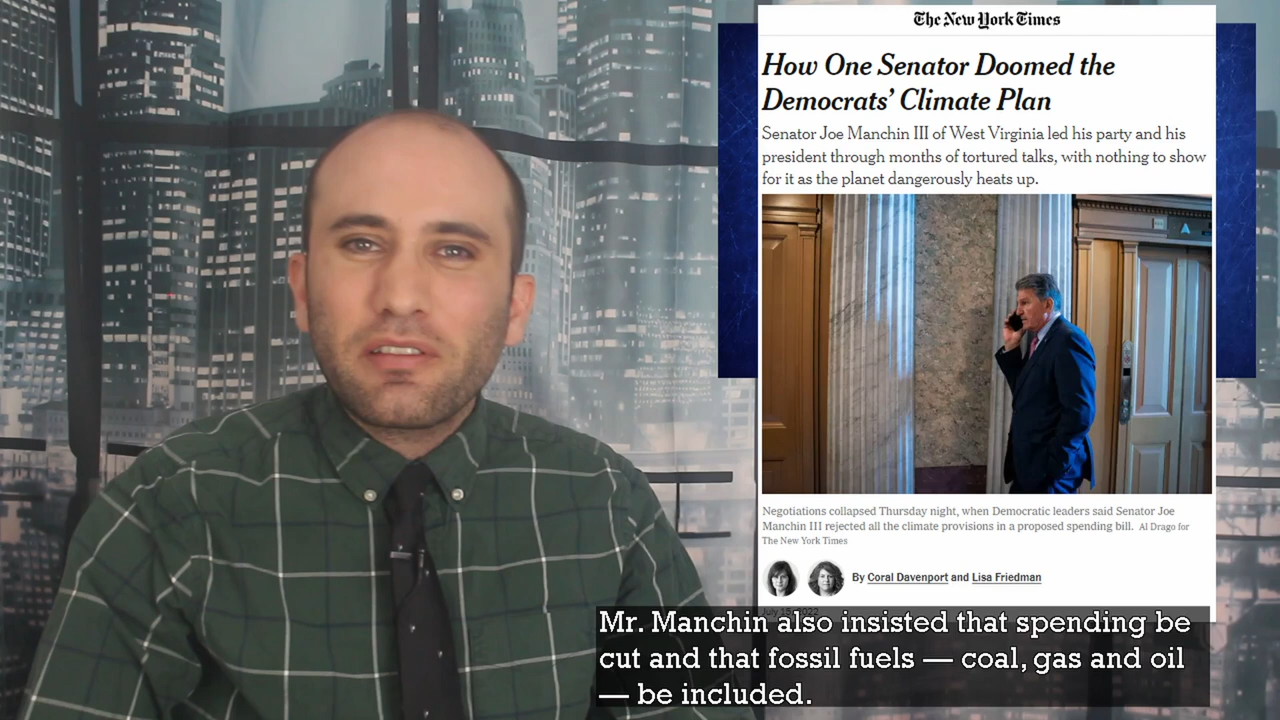 The New York Times
How One Senator Doomed the
Democrats' Climate Plan
Senator Joe Manchin III of West Virginia led his party and his
president through months of tortured talks, with nothing to show
for it as the planet dangerously heats up.
Negotiations collapsed Thursday night, when Democratic leaders said Senator Joe
Manchin III rejected all the climate provisions in a proposed spending bill. Al Drago for
The New York Times
By Coral Davenport and Lisa Friedman
July 15, 2022
Mr. Manchin also insisted that spending be
cut and that fossil fuels — coal, gas and oil
— be included.